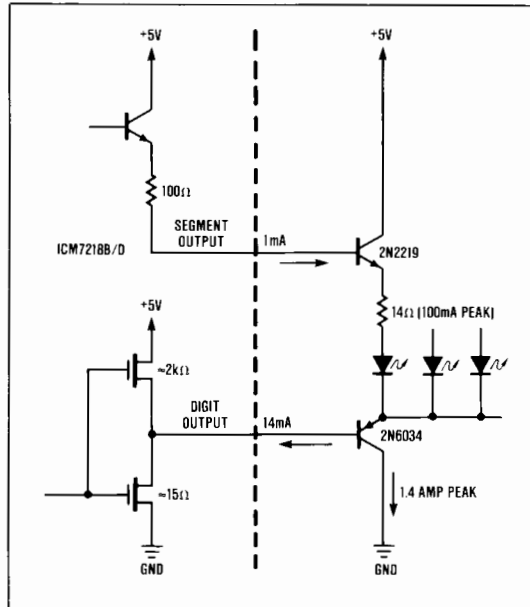 +5V
+5V
100Ω
ICM7218B/D
SEGMENT
OUTPUT
1mA
2N2219
+5V
14Ω (100mA PEAK)
≈2kΩ
DIGIT
OUTPUT
14mA
2N6034
≈15Ω
1.4 AMP PEAK
GND
GND